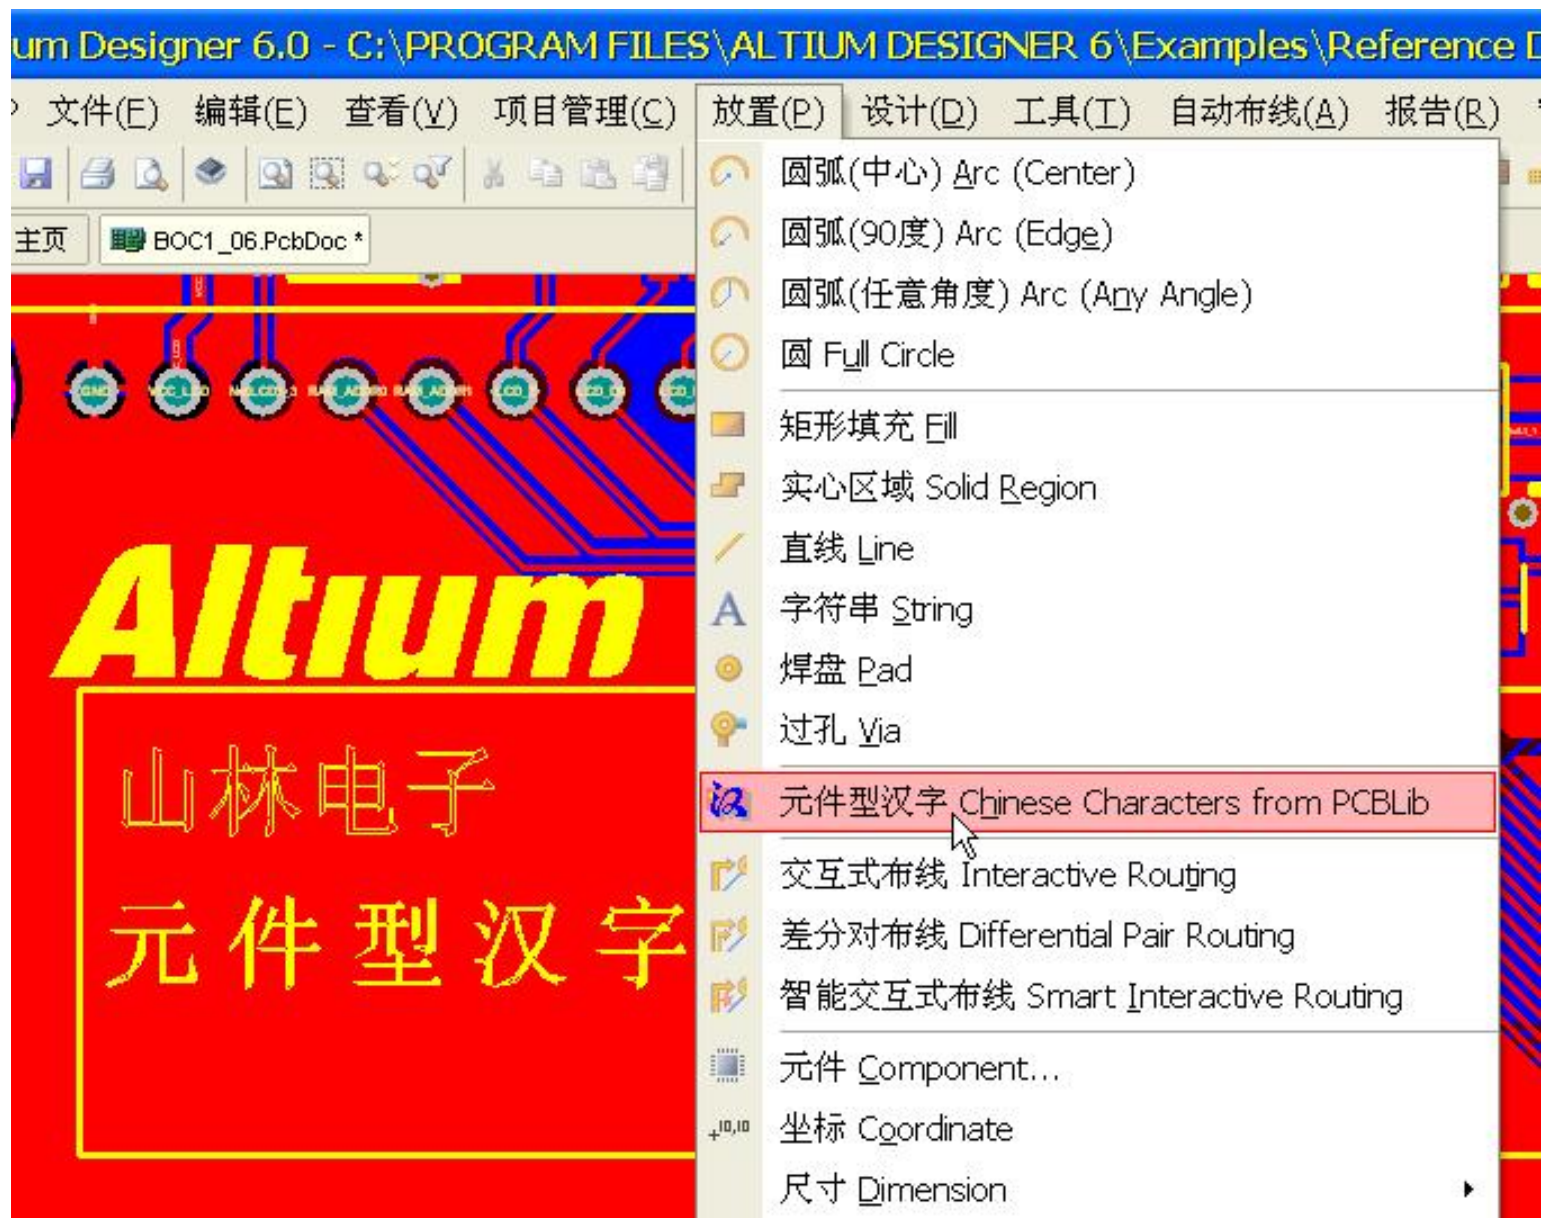 um Designer 6.0 - C:\PROGRAM FILES\ALTIUM DESIGNER 6\Examples\Reference D
文件(F) 编辑(E) 查看(V) 项目管理(C) 放置(P) 设计(D) 工具(T) 自动布线(A) 报告(R)
主页 BOC1_06.PcbDoc *
圆弧(中心) Arc (Center)
圆弧(90度) Arc (Edge)
圆弧(任意角度) Arc (Any Angle)
圆 Full Circle
矩形填充 Fill
实心区域 Solid Region
直线 Line
字符串 String
焊盘 Pad
过孔 Via
元件型汉字 Chinese Characters from PCBLib
交互式布线 Interactive Routing
差分对布线 Differential Pair Routing
智能交互式布线 Smart Interactive Routing
元件 Component...
+10,10 坐标 Coordinate
尺寸 Dimension
Altium
山林电子
元件型汉字